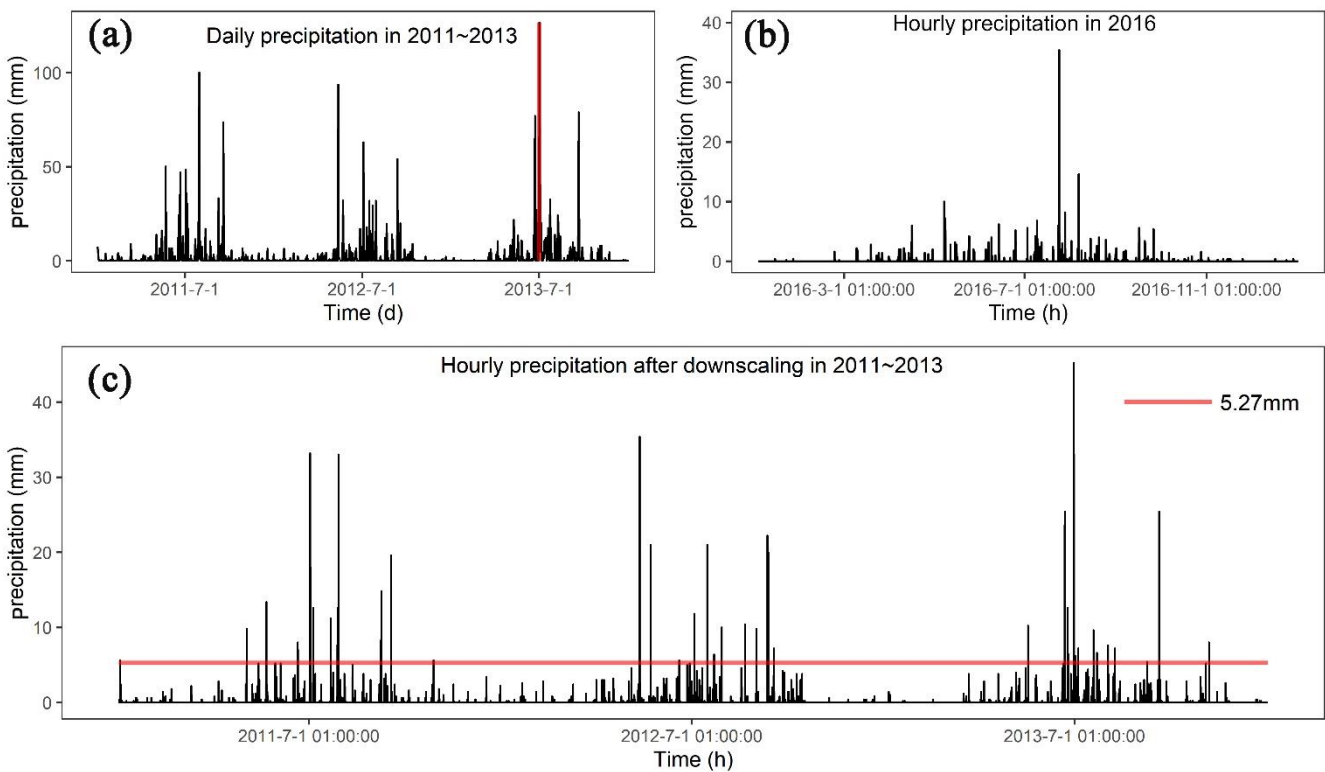 (a)
Daily precipitation in 2011~2013
precipitation (mm)
100
50
0
2011-7-1
2012-7-1
2013-7-1
Time (d)
(b)
Hourly precipitation in 2016
precipitation (mm)
40
30
20
10
0
2016-3-1 01:00:00
2016-7-1 01:00:00
2016-11-1 01:00:00
Time (h)
(c)
Hourly precipitation after downscaling in 2011~2013
5.27mm
precipitation (mm)
40
30
20
10
0
2011-7-1 01:00:00
2012-7-1 01:00:00
2013-7-1 01:00:00
Time (h)